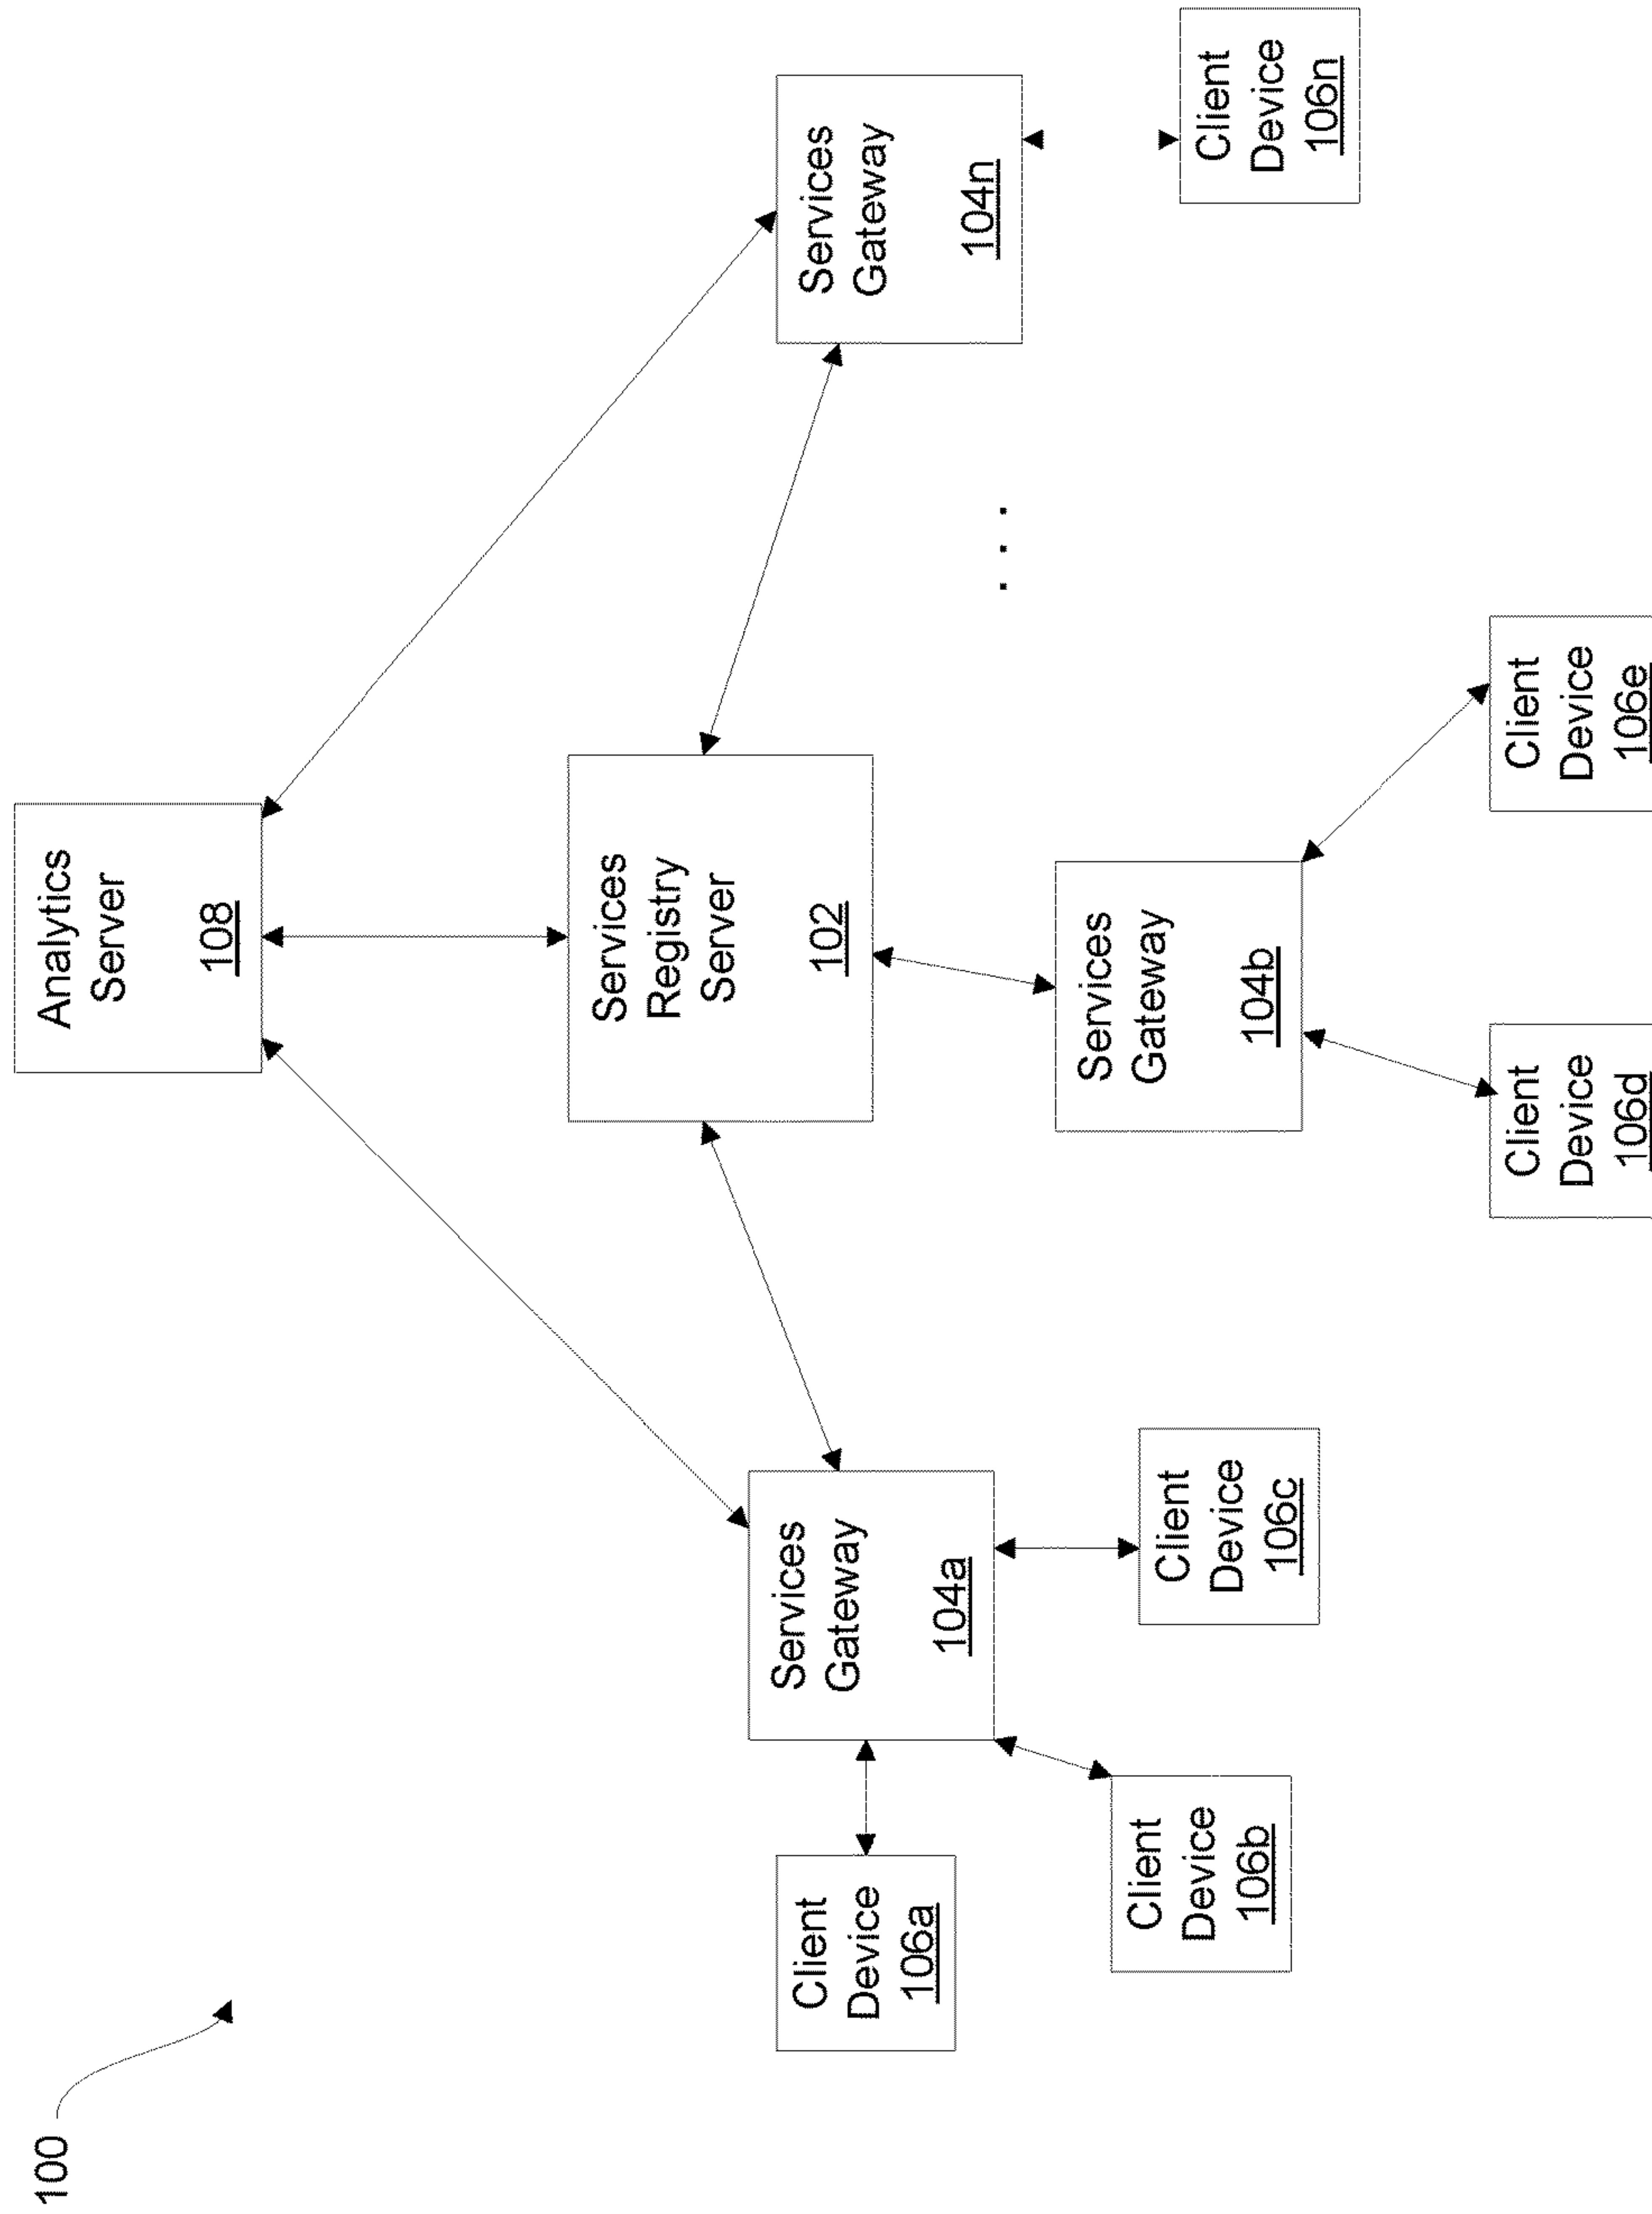 100
Analytics
Server
108
Services
Registry
Server
102
Services
Gateway
104a
Services
Gateway
104b
. . .
Services
Gateway
104n
Client
Device
106a
Client
Device
106b
Client
Device
106c
Client
Device
106d
Client
Device
106e
Client
Device
106n